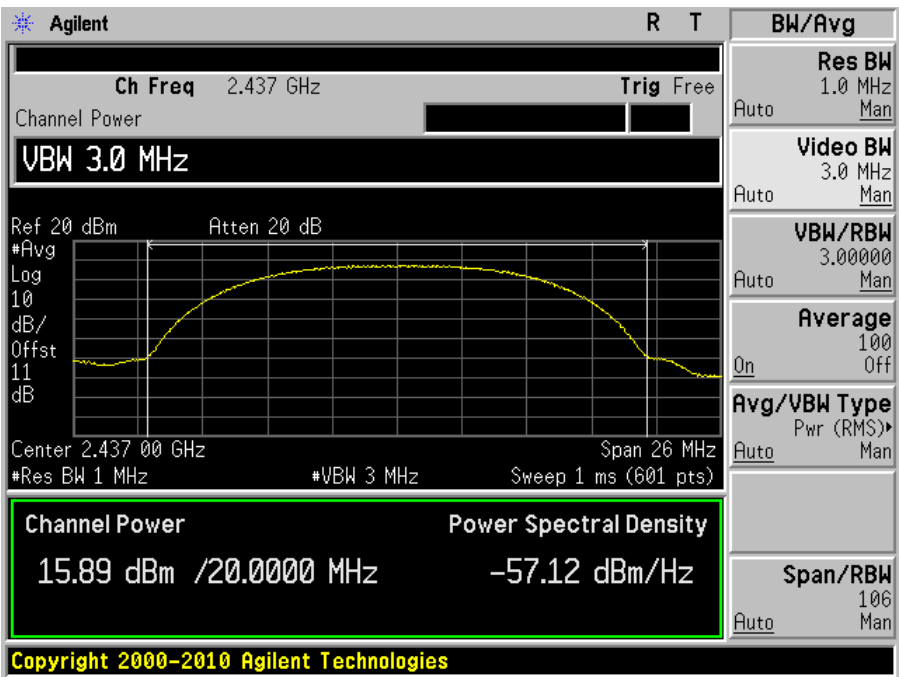 Agilent R T
Ch Freq 2.437 GHz Trig Free
Channel Power
VBW 3.0 MHz
Ref 20 dBm Atten 20 dB
#Avg
Log
10
dB/
Offst
11
dB
Center 2.437 00 GHz Span 26 MHz
#Res BW 1 MHz #VBW 3 MHz Sweep 1 ms (601 pts)
Channel Power Power Spectral Density
15.89 dBm /20.0000 MHz -57.12 dBm/Hz
Copyright 2000-2010 Agilent Technologies
BW/Avg
Res BW
1.0 MHz
Auto Man
Video BW
3.0 MHz
Auto Man
VBW/RBW
3.00000
Auto Man
Average
100
On Off
Avg/VBW Type
Pwr (RMS)▸
Auto Man
Span/RBW
106
Auto Man